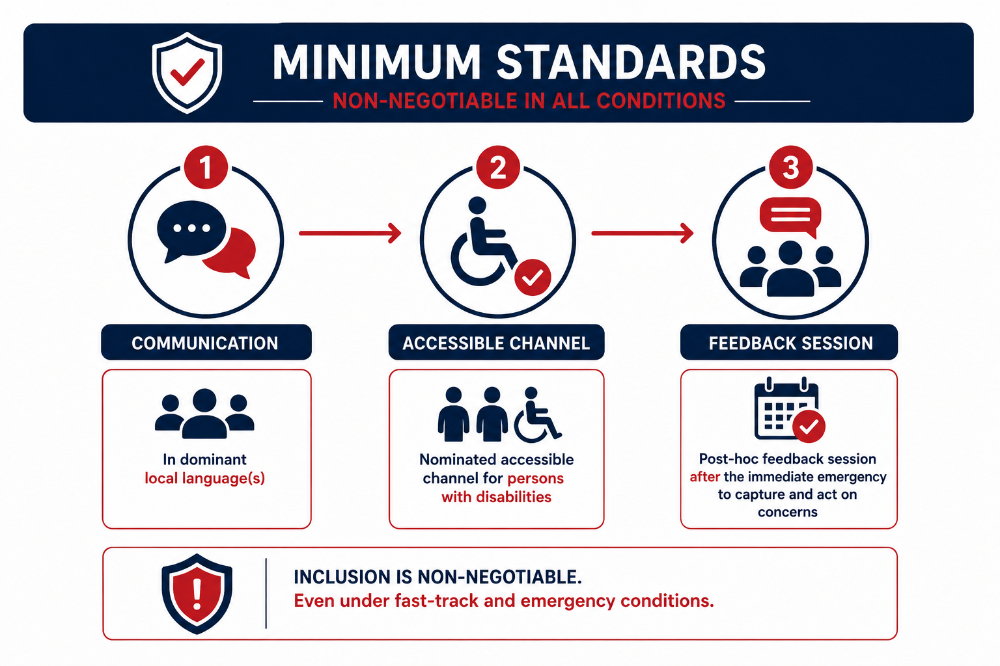 MINIMUM STANDARDS
NON-NEGOTIABLE IN ALL CONDITIONS
1
2
3
COMMUNICATION
In dominant
local language(s)
ACCESSIBLE CHANNEL
Nominated accessible
channel for persons
with disabilities
FEEDBACK SESSION
Post-hoc feedback session
after the immediate emergency
to capture and act on
concerns
INCLUSION IS NON-NEGOTIABLE.
Even under fast-track and emergency conditions.